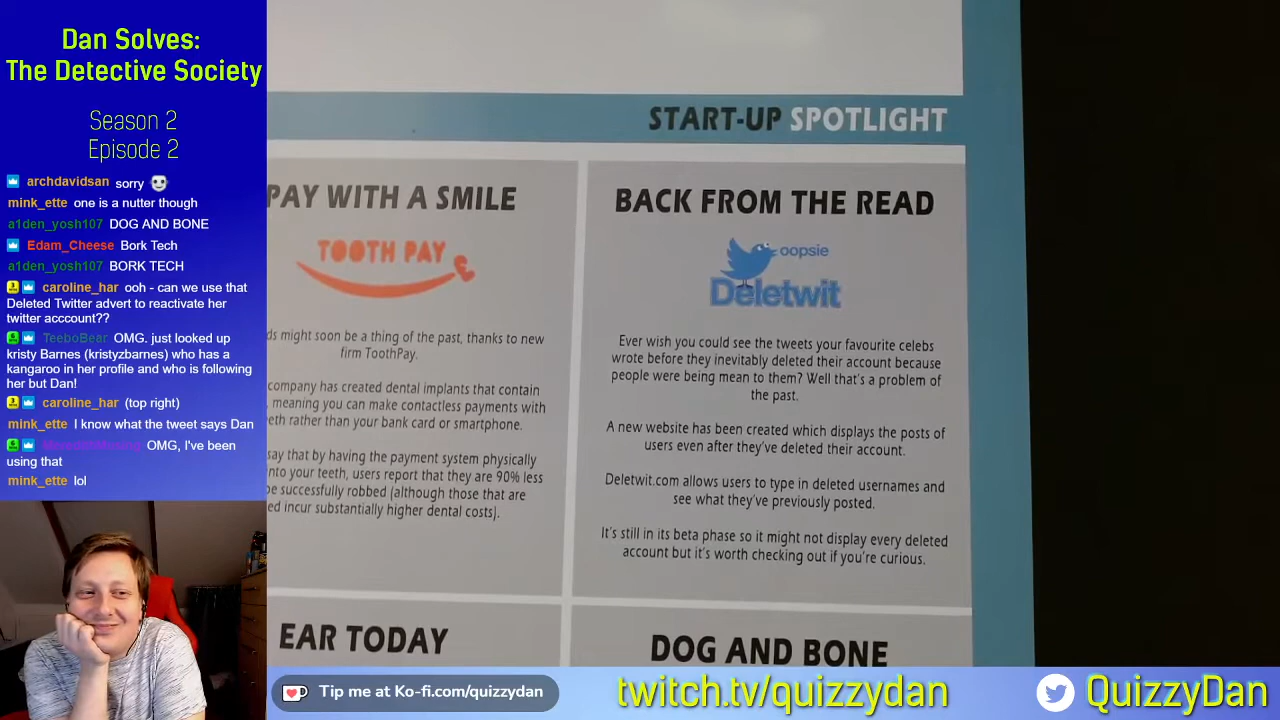 Dan Solves:
The Detective Society
Season 2
Episode 2
archdavidsan sorry
mink_ette one is a nutter though
a1den_yosh107 DOG AND BONE
Edam_Cheese Bork Tech
a1den_yosh107 BORK TECH
caroline_har ooh - can we use that
Deleted Twitter advert to reactivate her
twitter acccount??
TeeboBear OMG. just looked up
kristy Barnes (kristyzbarnes) who has a
kangaroo in her profile and who is following
her but Dan!
caroline_har (top right)
mink_ette I know what the tweet says Dan
OMG, I've been
using that
mink_ette lol
START-UP SPOTLIGHT
PAY WITH A SMILE
TOOTH PAY
ds might soon be a thing of the past, thanks to new
firm ToothPay.
company has created dental implants that contain
, meaning you can make contactless payments with
eeth rather than your bank card or smartphone.
say that by having the payment system physically
into your teeth, users report that they are 90% less
be successfully robbed (although those that are
ed incur substantially higher dental costs).
BACK FROM THE READ
oopsie
Deletwit
Ever wish you could see the tweets your favourite celebs
wrote before they inevitably deleted their account because
people were being mean to them? Well that's a problem of
the past.
A new website has been created which displays the posts of
users even after they've deleted their account.
Deletwit.com allows users to type in deleted usernames and
see what they've previously posted.
It's still in its beta phase so it might not display every deleted
account but it's worth checking out if you're curious.
EAR TODAY
DOG AND BONE
Tip me at Ko-fi.com/quizzydan
twitch.tv/quizzydan
QuizzyDan